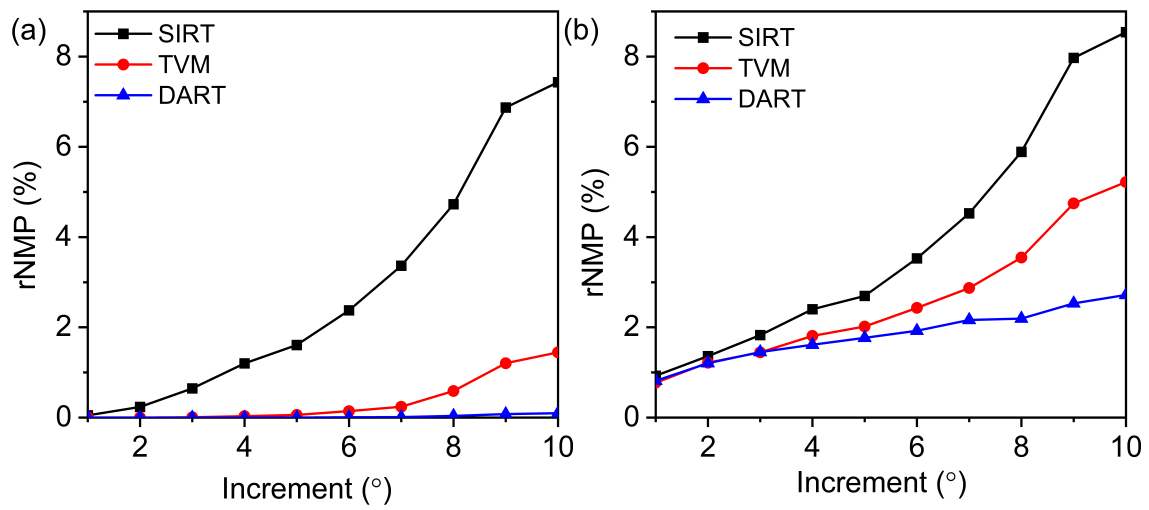 (a)
SIRT
TVM
DART
8
6
4
2
0
rNMP (%)
2 4 6 8 10
Increment (°)
(b)
SIRT
TVM
DART
8
6
4
2
0
rNMP (%)
2 4 6 8 10
Increment (°)